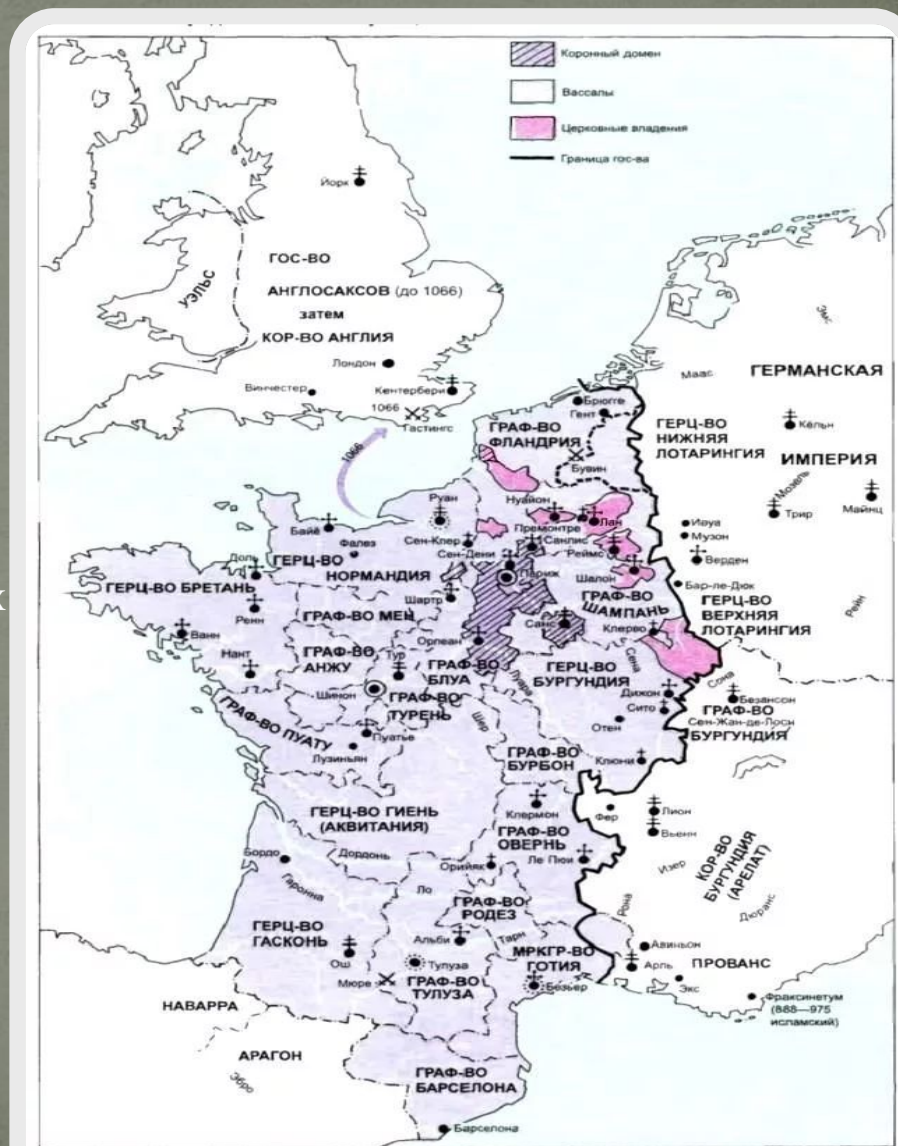 Коронный домен
Вассалы
Церковные владения
Граница гос-ва
Йорк
УЭЛЬС
ГОС-ВО
АНГЛОСАКСОВ (до 1066)
затем
КОР-ВО АНГЛИЯ
Лондон
Винчестер
Кентербери
1066
Гастингс
1066
Эмс
Маас
ГЕРМАНСКАЯ
ИМПЕРИЯ
Брюгге
Гент
ГРАФ-ВО
ФЛАНДРИЯ
Бувин
ГЕРЦ-ВО
НИЖНЯЯ
ЛОТАРИНГИЯ
Кёльн
Мозель
Трир
Майнц
Руан
Нуайон
Премонтре
Лан
Байё
Фалез
Сен-Клер
Санлис
Сен-Дени
Реймс
Париж
Шалон
Музон
Верден
Бар-ле-Дюк
Рейн
Доль
ГЕРЦ-ВО
НОРМАНДИЯ
ГЕРЦ-ВО БРЕТАНЬ
Ренн
Ванн
Нант
ГРАФ-ВО МЕН
Шартр
ГРАФ-ВО
ШАМПАНЬ
Санс
Клерво
ГЕРЦ-ВО
ВЕРХНЯЯ
ЛОТАРИНГИЯ
ГРАФ-ВО
АНЖУ
Тур
Орлеан
ГРАФ-ВО
БЛУА
Луара
Сена
ГЕРЦ-ВО
БУРГУНДИЯ
Сона
Дижон
Сито
Отен
Безансон
ГРАФ-ВО
Сен-Жан-де-Лосн
БУРГУНДИЯ
Шинон
ГРАФ-ВО
ТУРЕНЬ
Шер
ГРАФ-ВО ПУАТУ
Пуатье
Лузиньян
Клюни
ГРАФ-ВО
БУРБОН
ГЕРЦ-ВО ГИЕНЬ
(АКВИТАНИЯ)
Клермон
ГРАФ-ВО
ОВЕРНЬ
Ле Пюи
Фер
Лион
Вьенн
Изер
КОР-ВО
БУРГУНДИЯ
(АРЕЛАТ)
Рона
Дюранс
Бордо
Дордонь
Гаронна
Орийяк
Ло
ГРАФ-ВО
РОДЕЗ
ГЕРЦ-ВО
ГАСКОНЬ
Ош
Альби
Тарн
Тулуза
Мюре
ГРАФ-ВО
ТУЛУЗА
МРКГР-ВО
ГОТИЯ
Безьер
Авиньон
Арль
ПРОВАНС
Экс
Фраксинетум
(888—975
исламский)
НАВАРРА
АРАГОН
Эбро
ГРАФ-ВО
БАРСЕЛОНА
Барселона